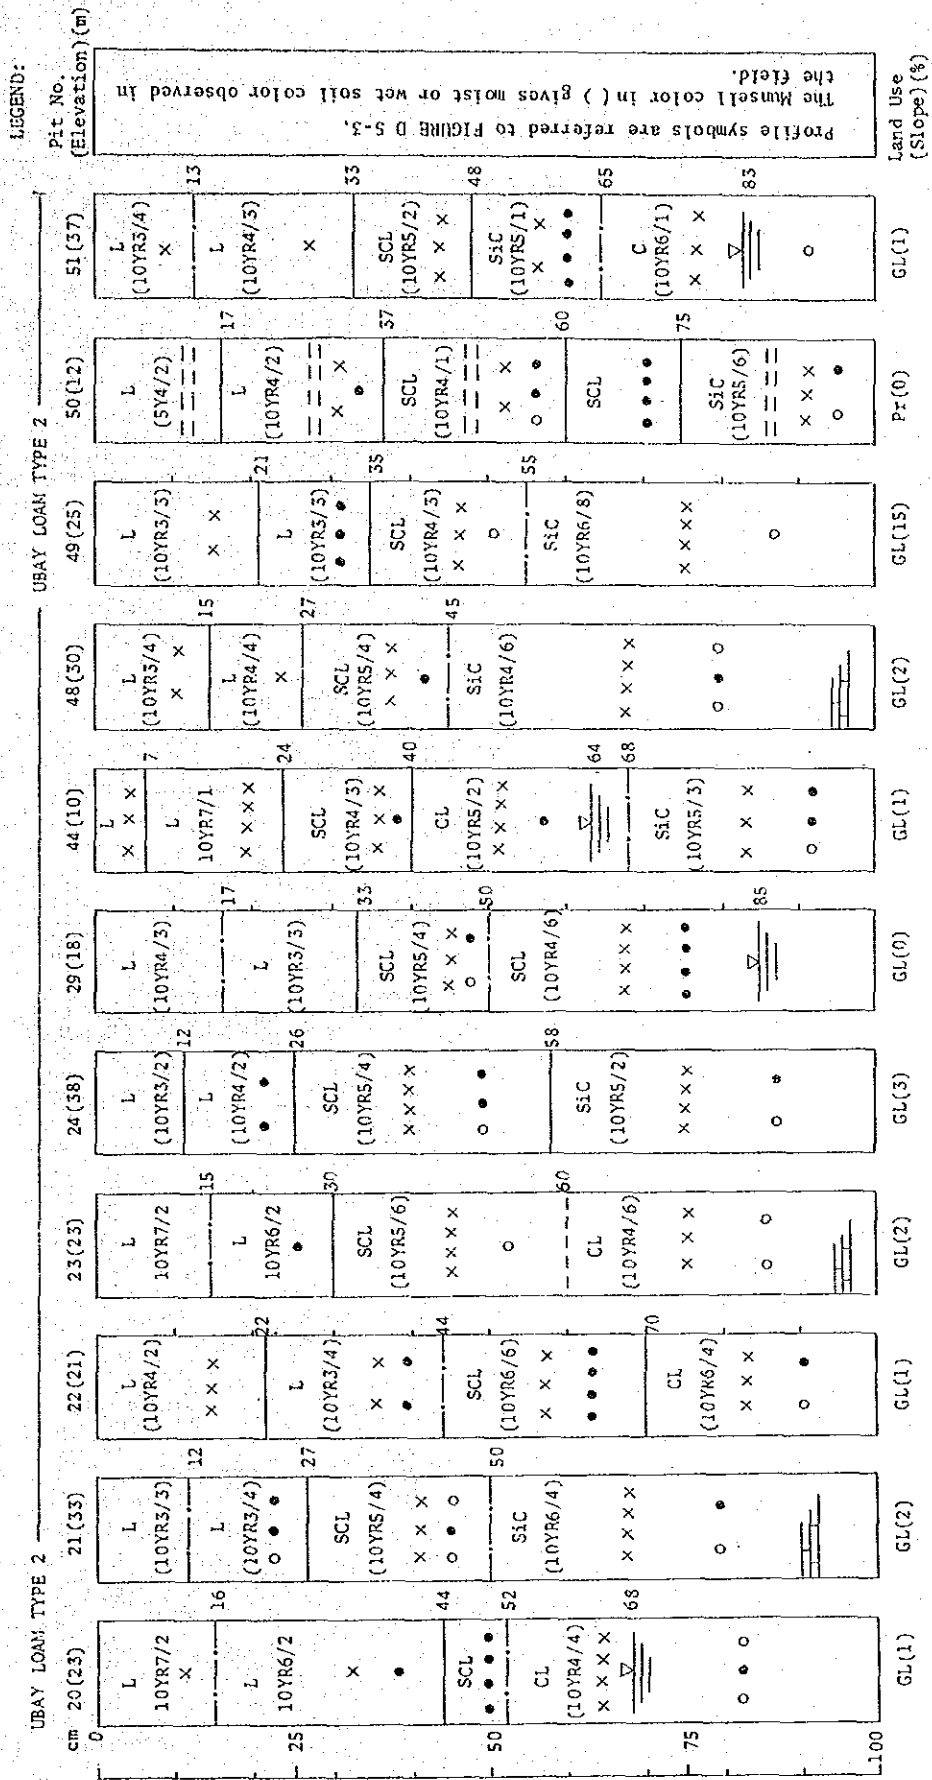 UBAY LOAM TYPE 2 UBAY LOAM TYPE 2
LEGEND:
Pit No.
(Elevation)(m)
Profile symbols are referred to FIGURE D 5-3.
The Munsell color in ( ) gives moist or wet soil color observed in
the field.
Land Use
(Slope)(%)
cm
0
25
50
75
100
20(23)
L
10YR7/2
16
L
10YR6/2
44
SCL
52
CL
(10YR4/4)
68
GL(1)
21(33)
L
(10YR3/3)
12
L
(10YR3/4)
27
SCL
(10YR5/4)
50
SiC
(10YR6/4)
GL(2)
22(21)
L
(10YR4/2)
22
L
(10YR3/4)
44
SCL
(10YR6/6)
70
CL
(10YR6/4)
GL(1)
23(23)
L
10YR7/2
15
L
10YR6/2
30
SCL
(10YR5/6)
60
CL
(10YR4/6)
GL(2)
24(38)
L
(10YR3/2)
12
L
(10YR4/2)
26
SCL
(10YR5/4)
58
SiC
(10YR5/2)
GL(3)
29(18)
L
(10YR4/3)
17
L
(10YR3/3)
33
SCL
(10YR5/4)
50
SCL
(10YR4/6)
85
GL(0)
44(10)
L
7
L
10YR7/1
24
SCL
(10YR4/3)
40
CL
(10YR5/2)
64
68
SiC
(10YR5/3)
GL(1)
48(30)
L
(10YR3/4)
15
L
(10YR4/4)
27
SCL
(10YR5/4)
45
SiC
(10YR4/6)
GL(2)
49(25)
L
(10YR3/3)
21
L
(10YR3/3)
35
SCL
(10YR4/3)
55
SiC
(10YR6/8)
GL(15)
50(12)
L
(5Y4/2)
17
L
(10YR4/2)
37
SCL
(10YR4/1)
60
SCL
75
SiC
(10YR5/6)
Pr(0)
51(37)
L
(10YR3/4)
13
L
(10YR4/3)
33
SCL
(10YR5/2)
48
SiC
(10YR5/1)
65
C
(10YR6/1)
83
GL(1)